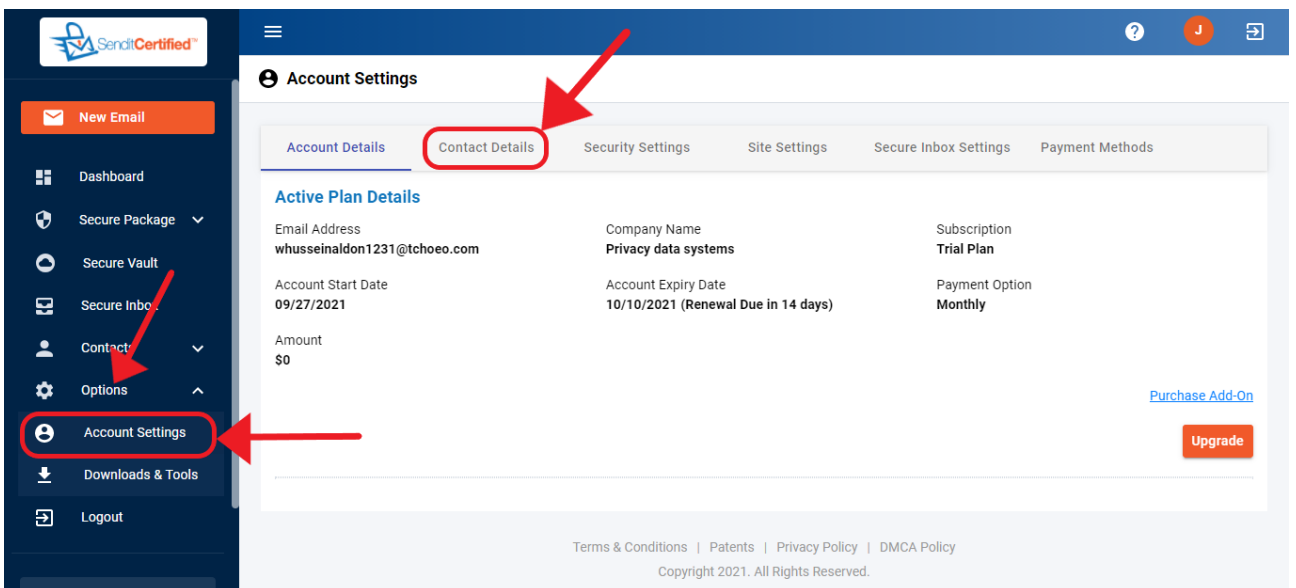 SenditCertified™
J
Account Settings
New Email
Account Details Contact Details Security Settings Site Settings Secure Inbox Settings Payment Methods
Dashboard
Secure Package
Secure Vault
Secure Inbox
Contacts
Options
Account Settings
Downloads & Tools
Logout
Active Plan Details
Email Address
whusseinaldon1231@tchoeo.com
Company Name
Privacy data systems
Subscription
Trial Plan
Account Start Date
09/27/2021
Account Expiry Date
10/10/2021 (Renewal Due in 14 days)
Payment Option
Monthly
Amount
$0
Purchase Add-On
Upgrade
Terms & Conditions | Patents | Privacy Policy | DMCA Policy
Copyright 2021. All Rights Reserved.